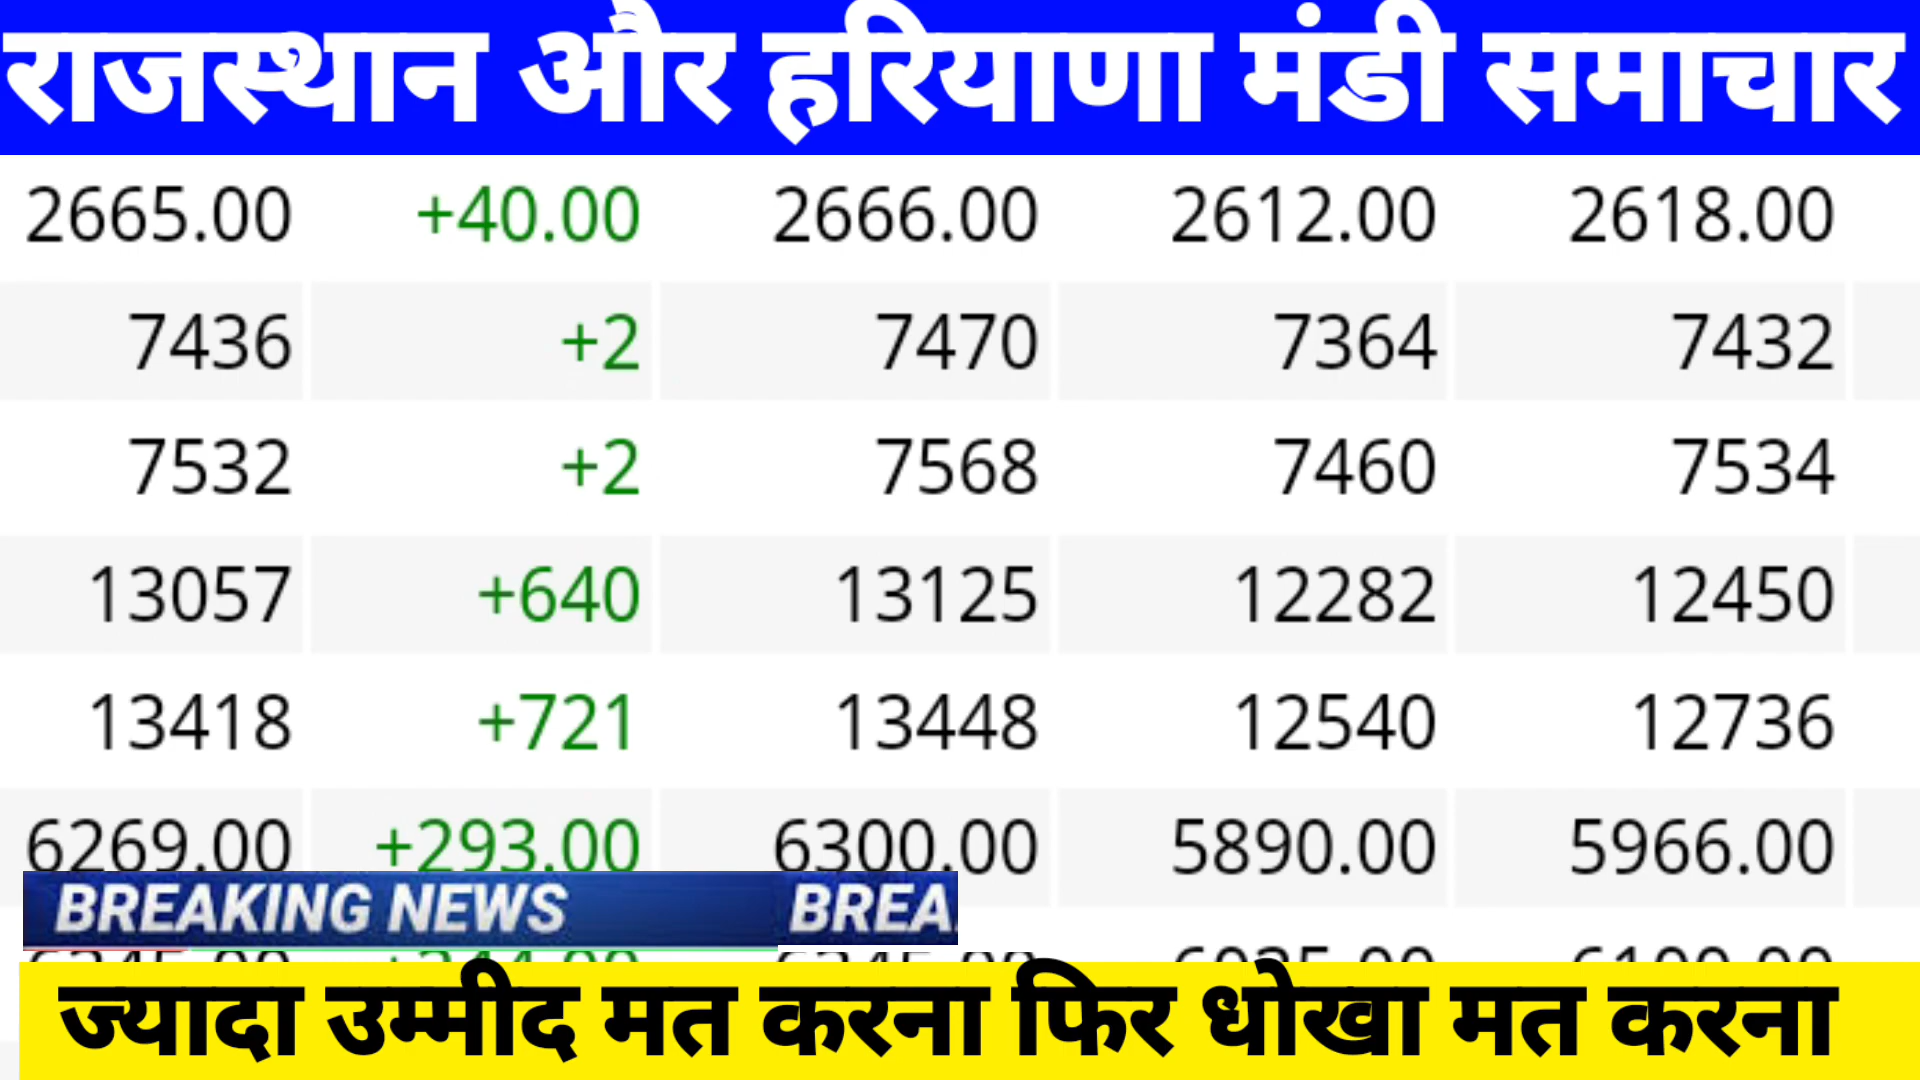 राजस्थान और हरियाणा मंडी समाचार
2665.00 +40.00 2666.00 2612.00 2618.00
7436 +2 7470 7364 7432
7532 +2 7568 7460 7534
13057 +640 13125 12282 12450
13418 +721 13448 12540 12736
6269.00 +293.00 6300.00 5890.00 5966.00
BREAKING NEWS BREA
ज्यादा उम्मीद मत करना फिर धोखा मत करना